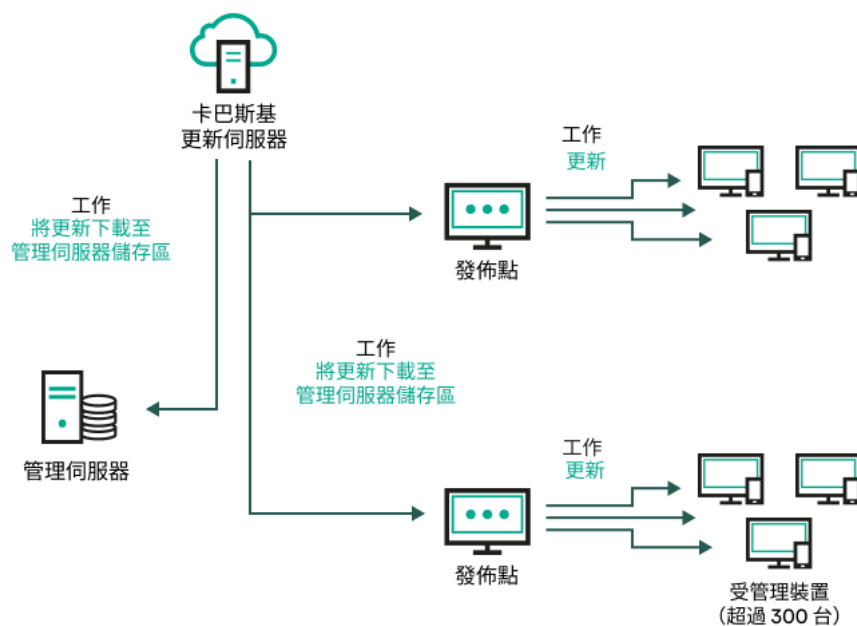 卡巴斯基
更新伺服器
工作
將更新下載至
管理伺服器儲存區
工作
更新
發佈點
工作
將更新下載至
管理伺服器儲存區
管理伺服器
工作
更新
發佈點
受管理裝置
（超過 300 台）